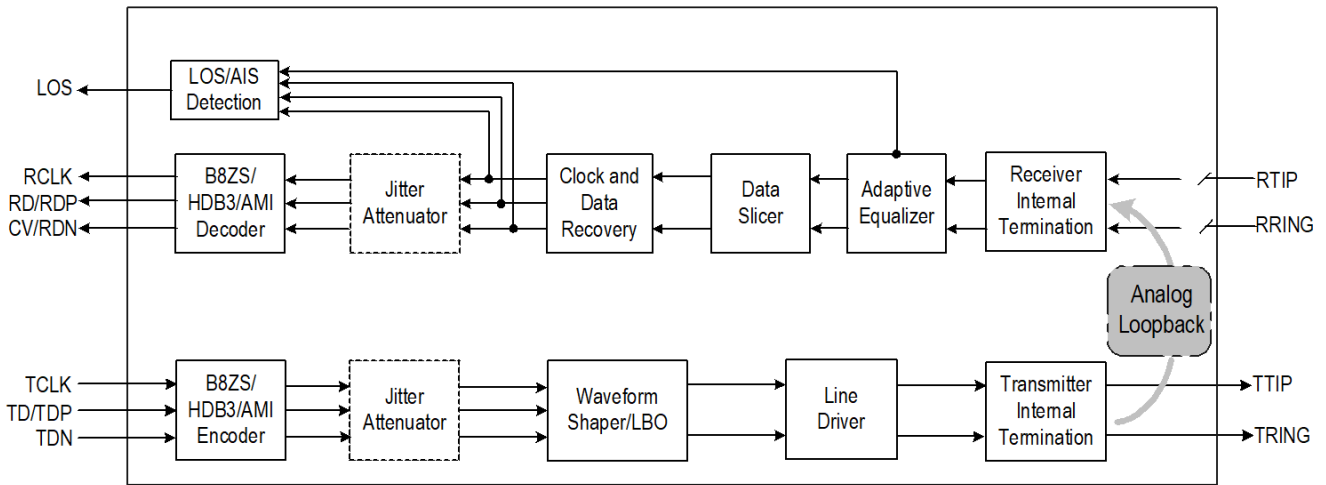 LOS
LOS/AIS
Detection
RCLK
RD/RDP
CV/RDN
B8ZS/
HDB3/AMI
Decoder
Jitter
Attenuator
Clock and
Data
Recovery
Data
Slicer
Adaptive
Equalizer
Receiver
Internal
Termination
RTIP
RRING
Analog
Loopback
TCLK
TD/TDP
TDN
B8ZS/
HDB3/AMI
Encoder
Jitter
Attenuator
Waveform
Shaper/LBO
Line
Driver
Transmitter
Internal
Termination
TTIP
TRING